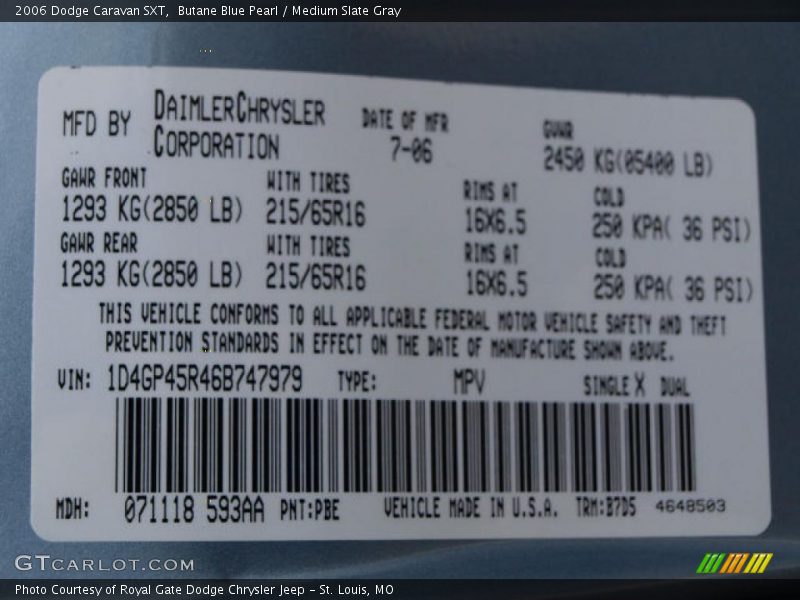 2006 Dodge Caravan SXT,  Butane Blue Pearl / Medium Slate Gray
MFD BY DAIMLERCHRYSLER CORPORATION DATE OF MFR 7-06 GVWR 2450 KG(05400 LB)
GAWR FRONT WITH TIRES RIMS AT COLD
1293 KG(2850 LB) 215/65R16 16X6.5 250 KPA( 36 PSI)
GAWR REAR WITH TIRES RIMS AT COLD
1293 KG(2850 LB) 215/65R16 16X6.5 250 KPA( 36 PSI)
THIS VEHICLE CONFORMS TO ALL APPLICABLE FEDERAL MOTOR VEHICLE SAFETY AND THEFT
PREVENTION STANDARDS IN EFFECT ON THE DATE OF MANUFACTURE SHOWN ABOVE.
VIN: 1D4GP45R46B747979 TYPE: MPV SINGLE X DUAL
MDH: 071118 593AA PNT:PBE VEHICLE MADE IN U.S.A. TRM:B7D5 4648503
GTCARLOT.COM
Photo Courtesy of Royal Gate Dodge Chrysler Jeep - St. Louis, MO